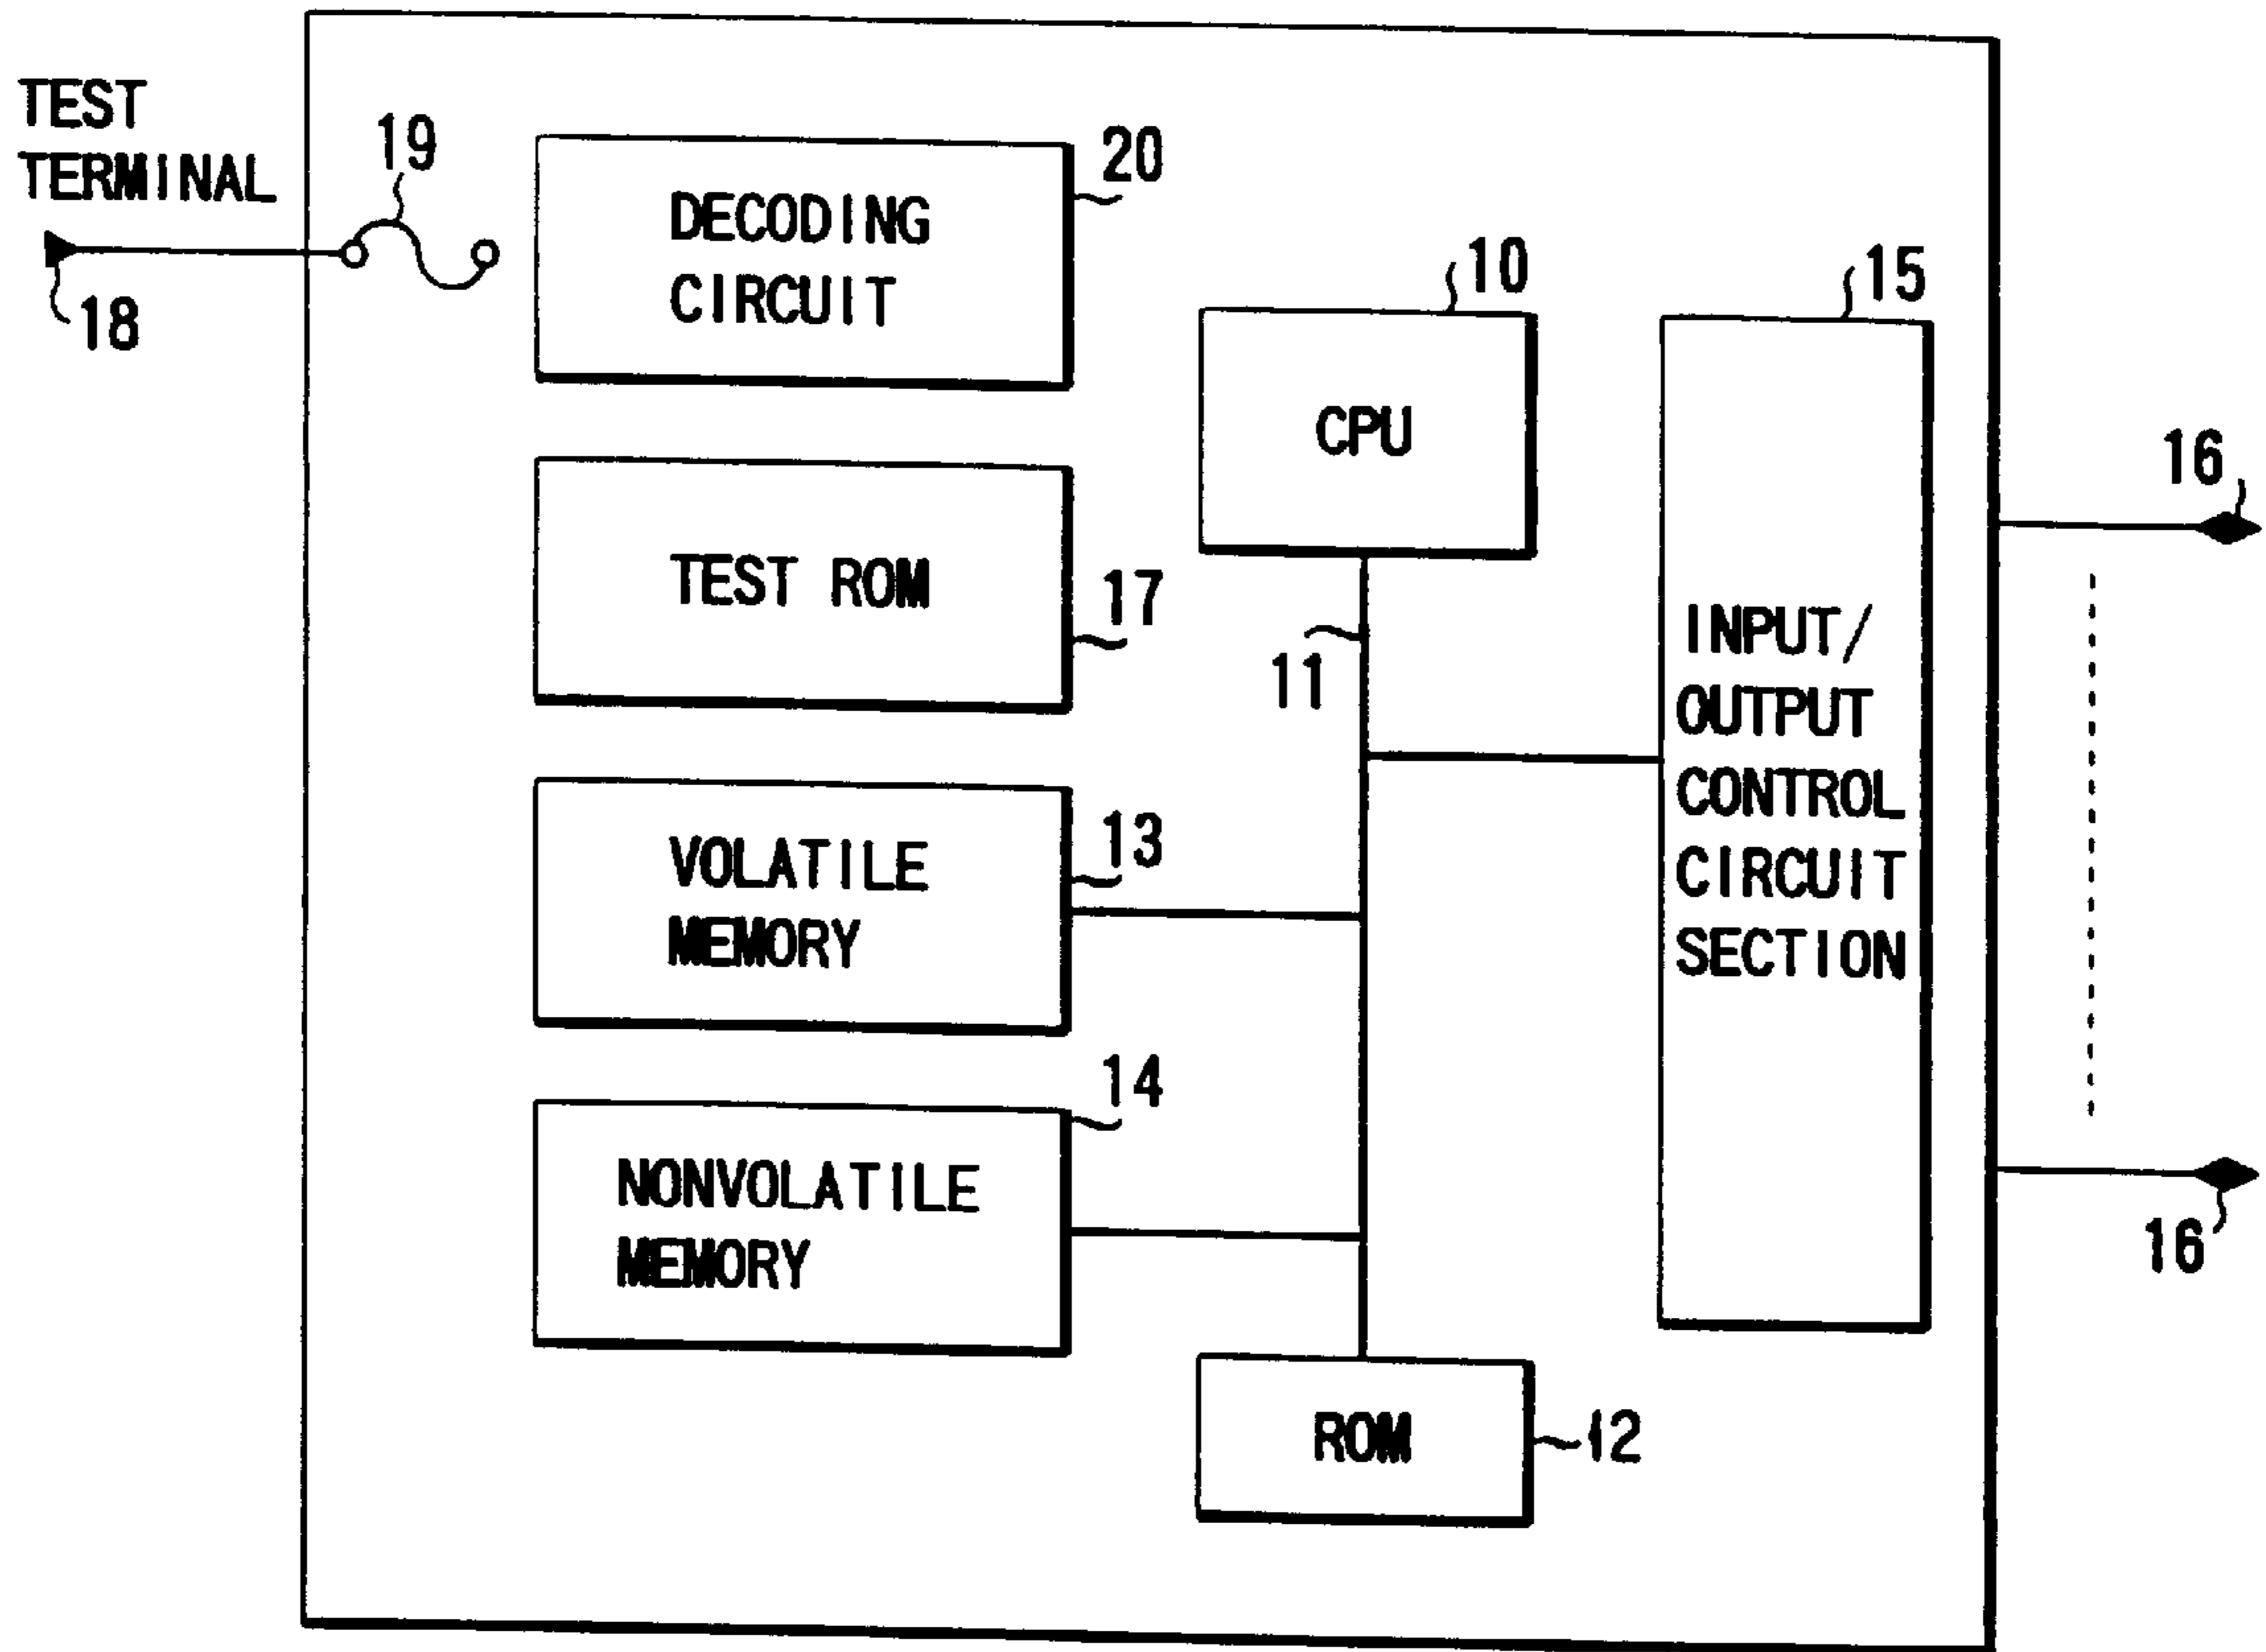 TEST
TERMINAL
18
19
DECODING
CIRCUIT
20
TEST ROM
17
VOLATILE
MEMORY
13
NONVOLATILE
MEMORY
14
CPU
10
11
ROM
12
INPUT/
OUTPUT
CONTROL
CIRCUIT
SECTION
15
16
16